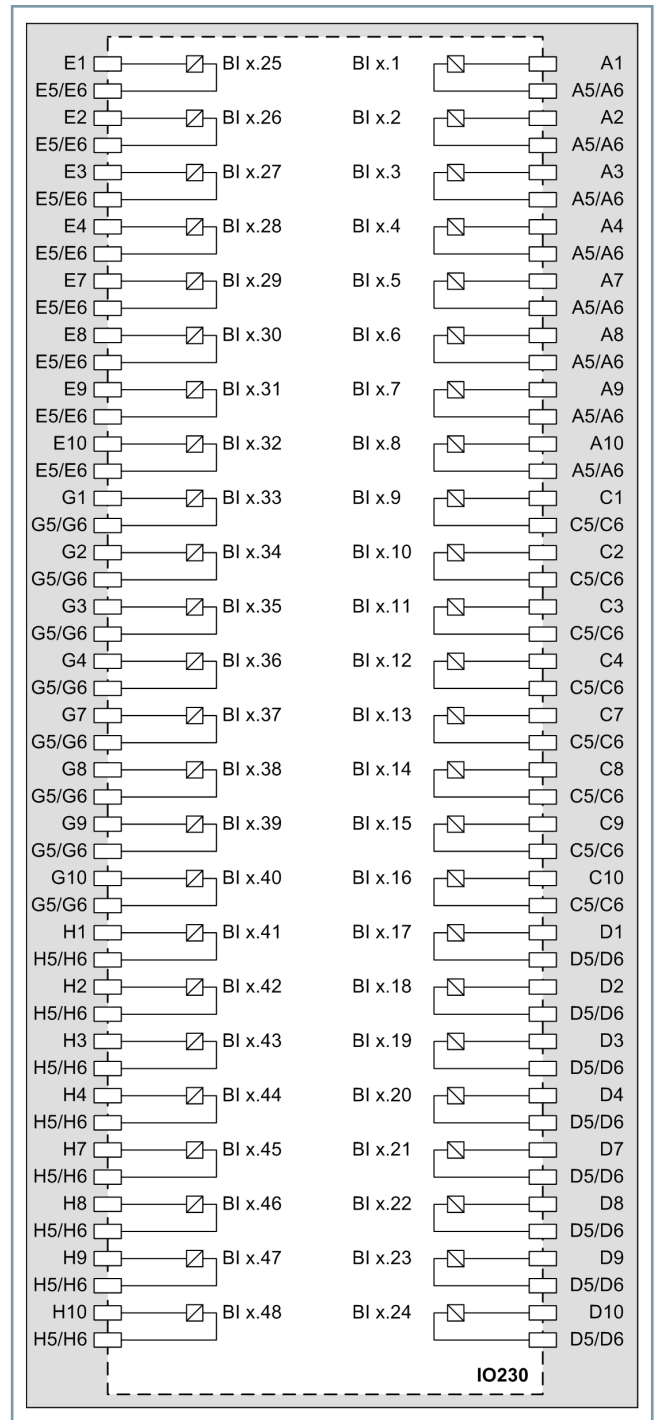 E1 BI x.25 BI x.1 A1
E5/E6 A5/A6
E2 BI x.26 BI x.2 A2
E5/E6 A5/A6
E3 BI x.27 BI x.3 A3
E5/E6 A5/A6
E4 BI x.28 BI x.4 A4
E5/E6 A5/A6
E7 BI x.29 BI x.5 A7
E5/E6 A5/A6
E8 BI x.30 BI x.6 A8
E5/E6 A5/A6
E9 BI x.31 BI x.7 A9
E5/E6 A5/A6
E10 BI x.32 BI x.8 A10
E5/E6 A5/A6
G1 BI x.33 BI x.9 C1
G5/G6 C5/C6
G2 BI x.34 BI x.10 C2
G5/G6 C5/C6
G3 BI x.35 BI x.11 C3
G5/G6 C5/C6
G4 BI x.36 BI x.12 C4
G5/G6 C5/C6
G7 BI x.37 BI x.13 C7
G5/G6 C5/C6
G8 BI x.38 BI x.14 C8
G5/G6 C5/C6
G9 BI x.39 BI x.15 C9
G5/G6 C5/C6
G10 BI x.40 BI x.16 C10
G5/G6 C5/C6
H1 BI x.41 BI x.17 D1
H5/H6 D5/D6
H2 BI x.42 BI x.18 D2
H5/H6 D5/D6
H3 BI x.43 BI x.19 D3
H5/H6 D5/D6
H4 BI x.44 BI x.20 D4
H5/H6 D5/D6
H7 BI x.45 BI x.21 D7
H5/H6 D5/D6
H8 BI x.46 BI x.22 D8
H5/H6 D5/D6
H9 BI x.47 BI x.23 D9
H5/H6 D5/D6
H10 BI x.48 BI x.24 D10
H5/H6 D5/D6
IO230